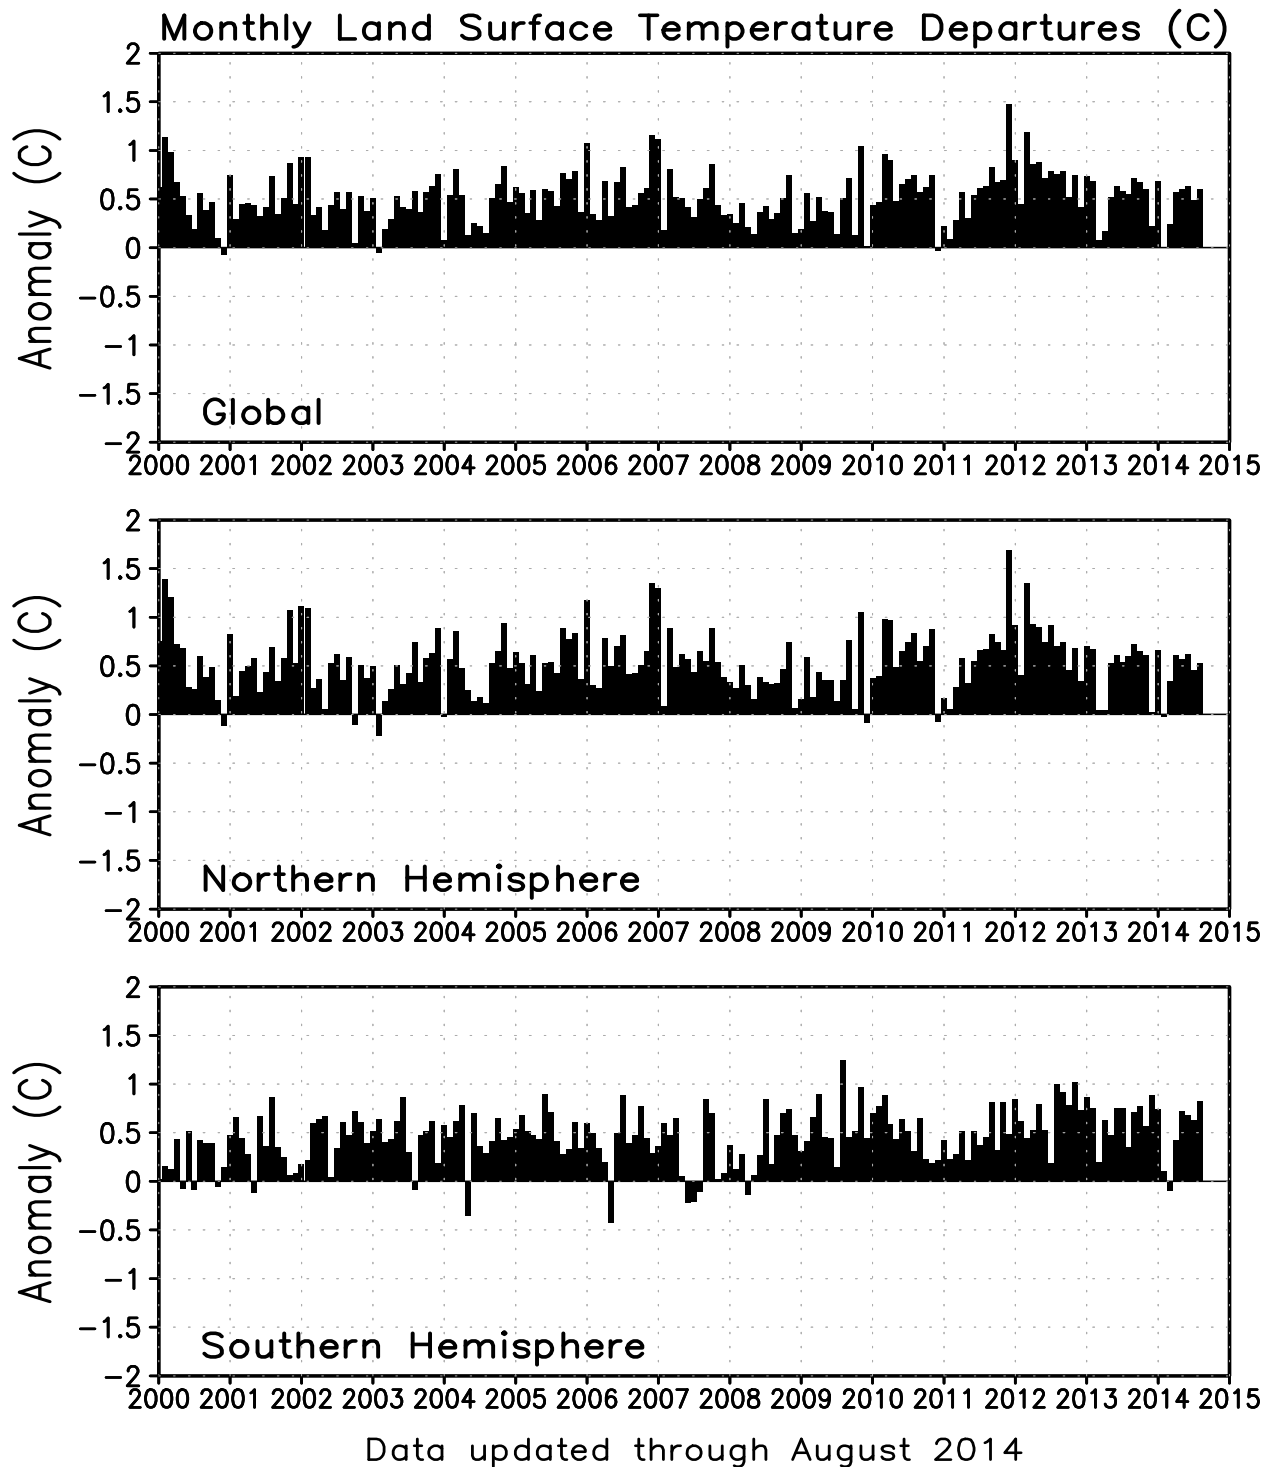 Monthly Land Surface Temperature Departures (C)
2
1.5
1
0.5
0
−0.5
−1
−1.5
−2
Anomaly (C)
Global
2000 2001 2002 2003 2004 2005 2006 2007 2008 2009 2010 2011 2012 2013 2014 2015
2
1.5
1
0.5
0
−0.5
−1
−1.5
−2
Anomaly (C)
Northern Hemisphere
2000 2001 2002 2003 2004 2005 2006 2007 2008 2009 2010 2011 2012 2013 2014 2015
2
1.5
1
0.5
0
−0.5
−1
−1.5
−2
Anomaly (C)
Southern Hemisphere
2000 2001 2002 2003 2004 2005 2006 2007 2008 2009 2010 2011 2012 2013 2014 2015
Data updated through August 2014